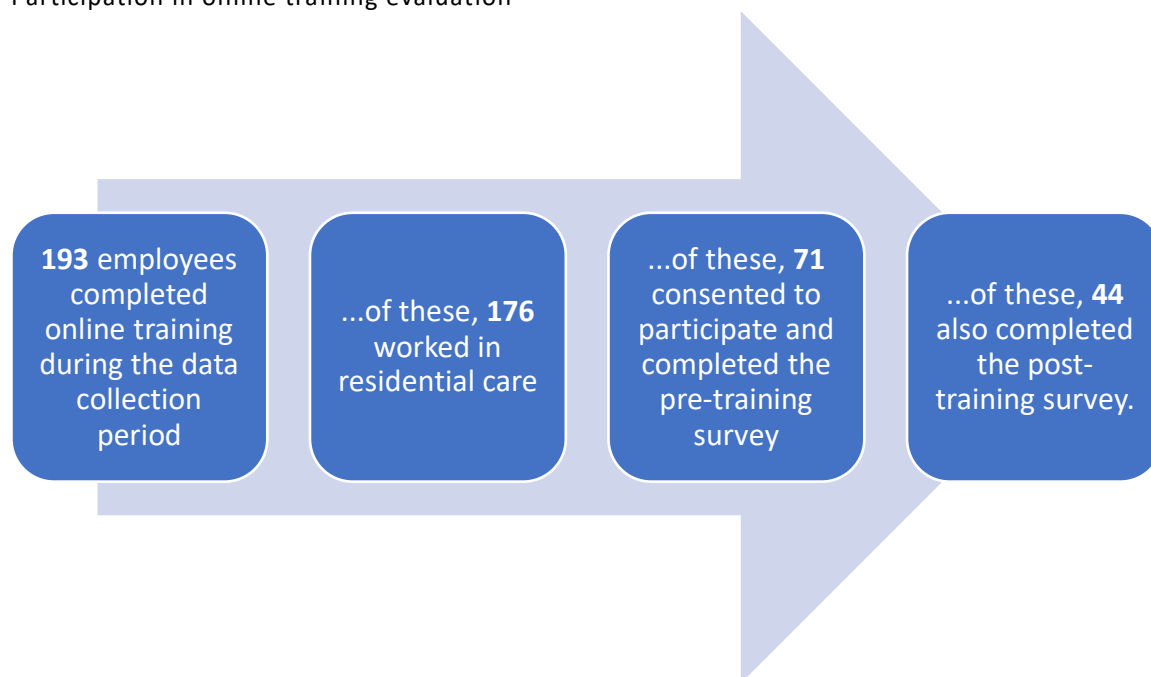 Participation in online training evaluation
193 employees
completed
online training
during the data
collection
period
...of these, 176
worked in
residential care
...of these, 71
consented to
participate and
completed the
pre-training
survey
...of these, 44
also completed
the post-
training survey.